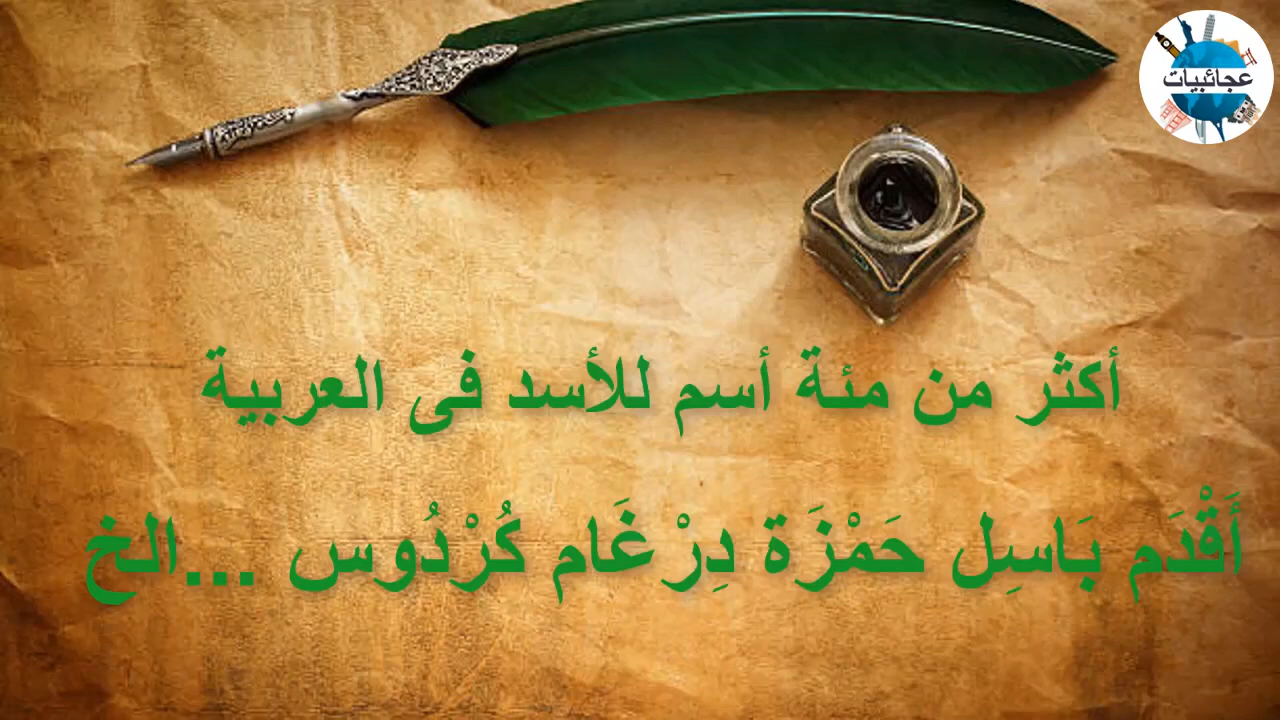 عجائبيات
أكثر من مئة أسم للأسد فى العربية
أَقْدَم بَاسِل حَمْزَة دِرْغَام كُرْدُوس ...الخ